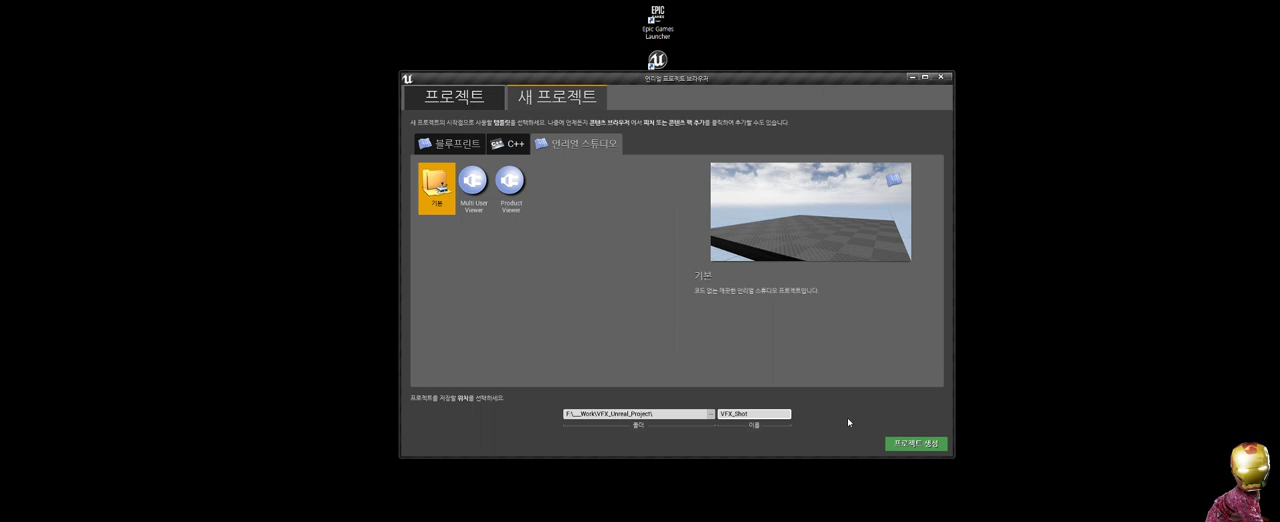 EPIC
GAMES
Epic Games
Launcher
언리얼 프로젝트 브라우저
프로젝트
새 프로젝트
새 프로젝트의 시작점으로 사용할 템플릿을 선택하세요. 나중에 언제든지 콘텐츠 브라우저 에서 피처 또는 콘텐츠 팩 추가를 클릭하여 추가할 수도 있습니다.
블루프린트
C++
언리얼 스튜디오
기본
Multi User
Viewer
Product
Viewer
기본
코드 없는 깨끗한 언리얼 스튜디오 프로젝트입니다.
프로젝트를 저장할 위치를 선택하세요.
F:\__Work\VFX_Unreal_Project\
...
VFX_Shot
폴더
이름
프로젝트 생성